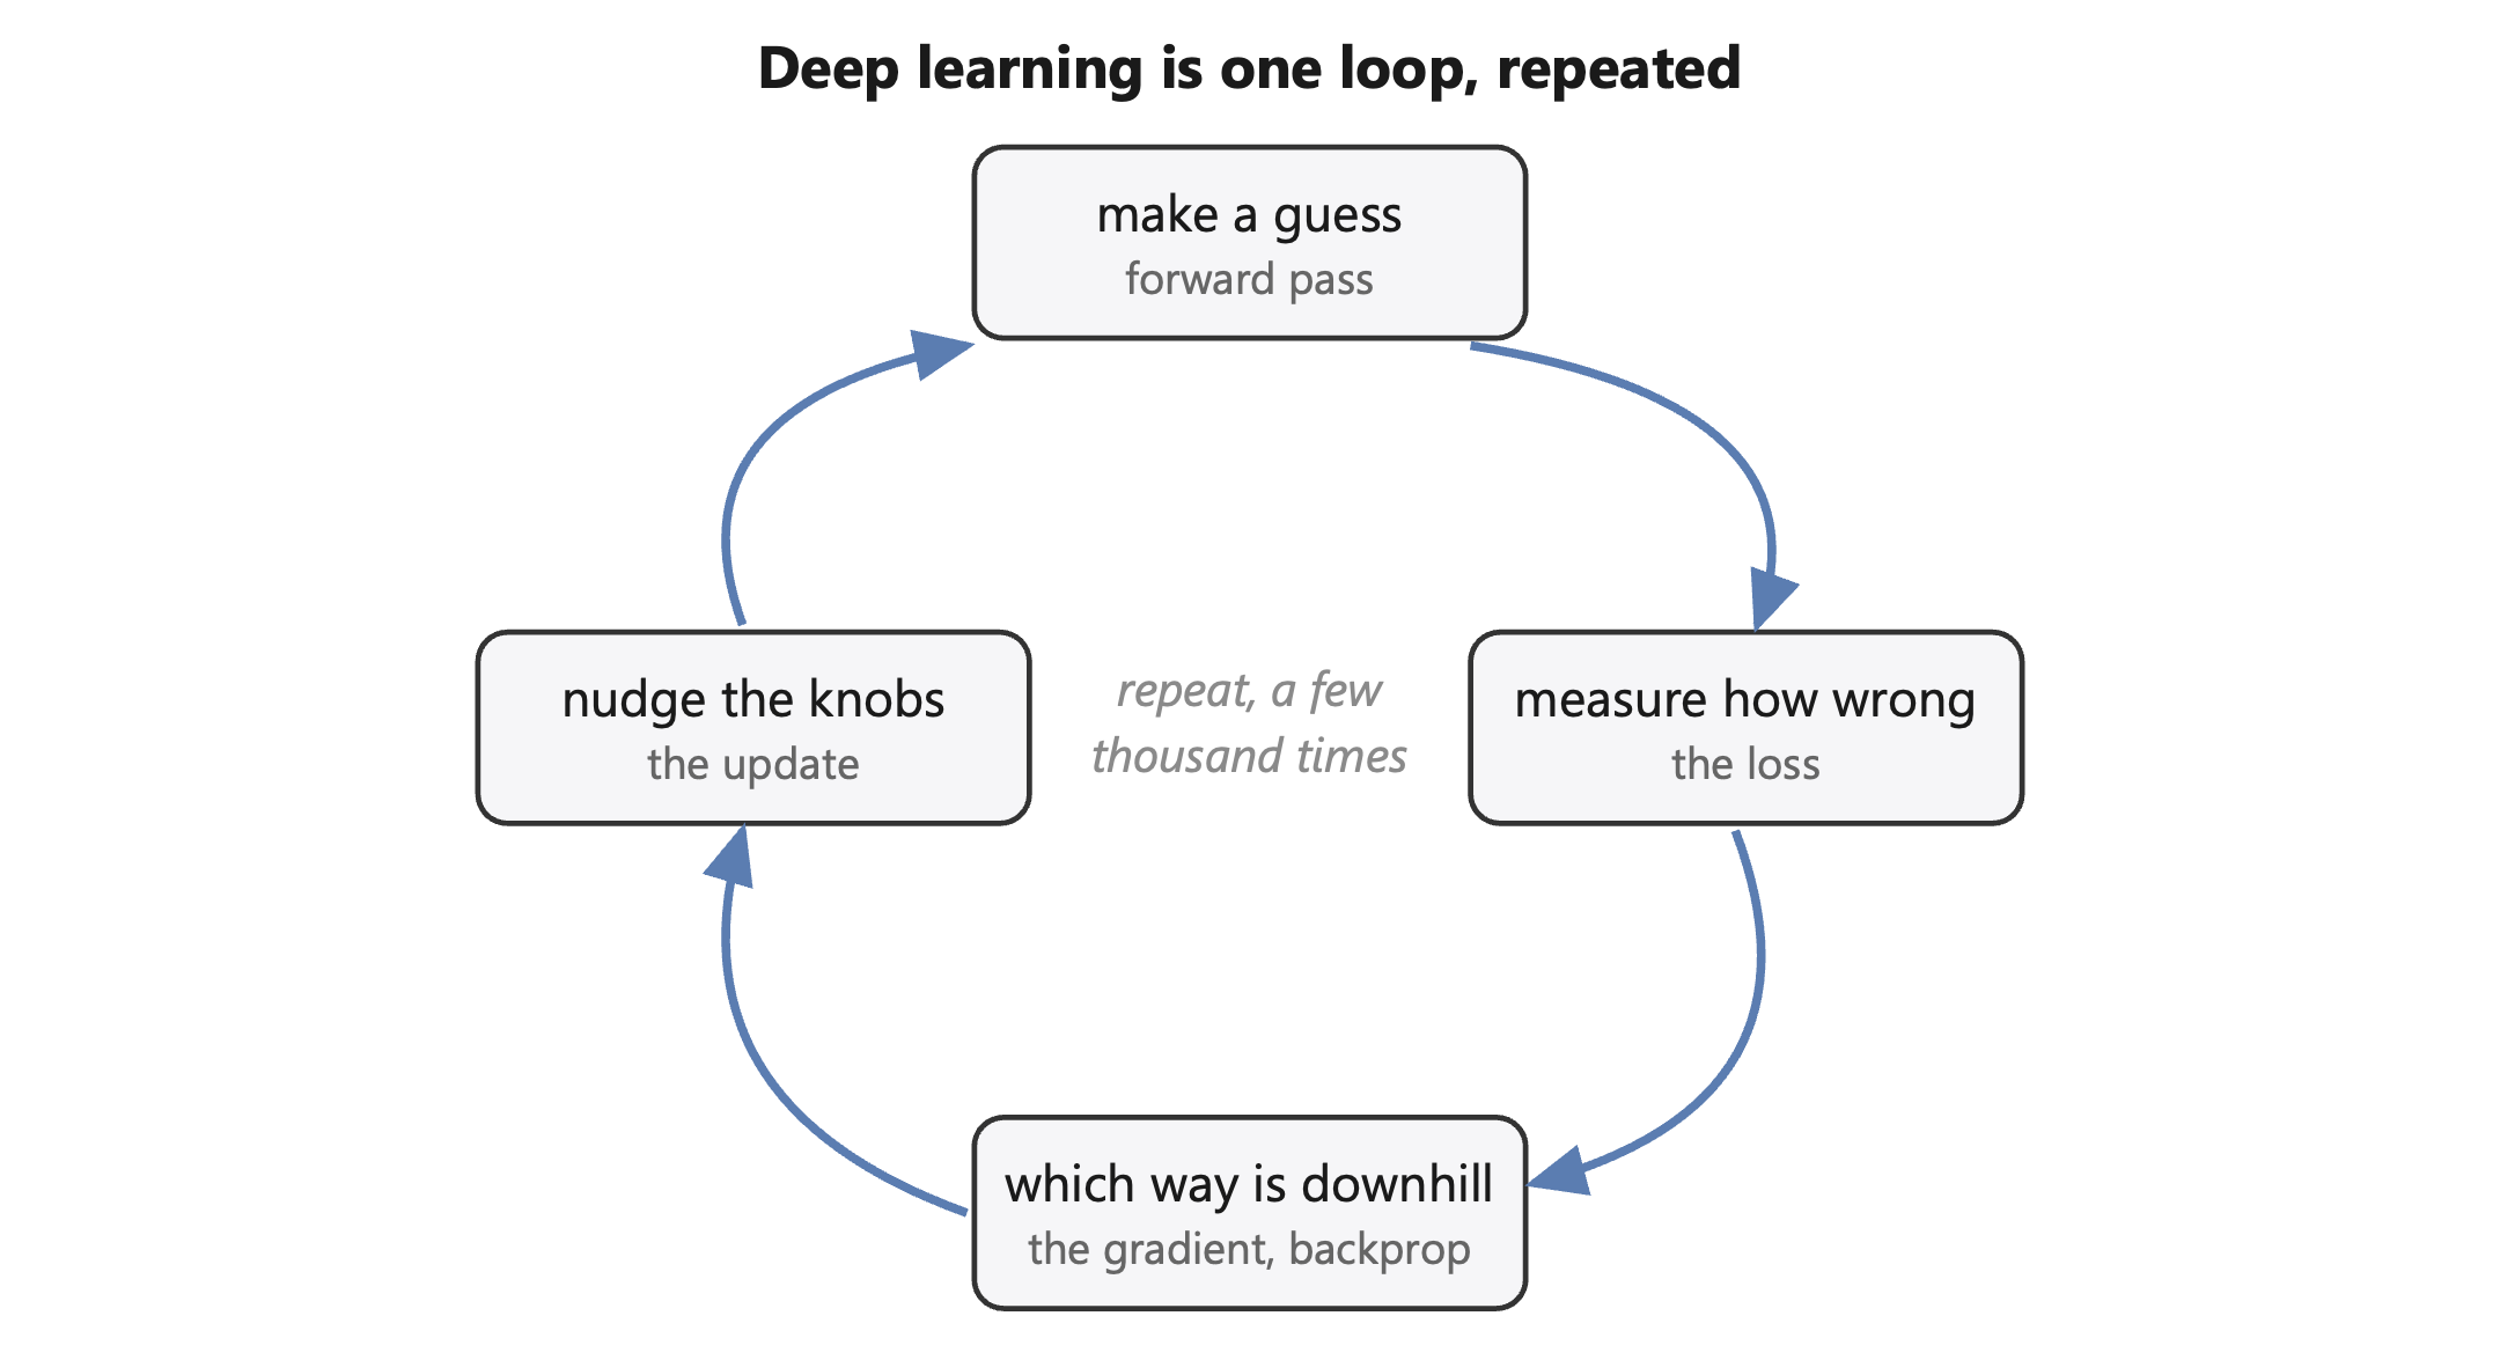 Deep learning is one loop, repeated
make a guess
forward pass
nudge the knobs
the update
repeat, a few
thousand times
measure how wrong
the loss
which way is downhill
the gradient, backprop